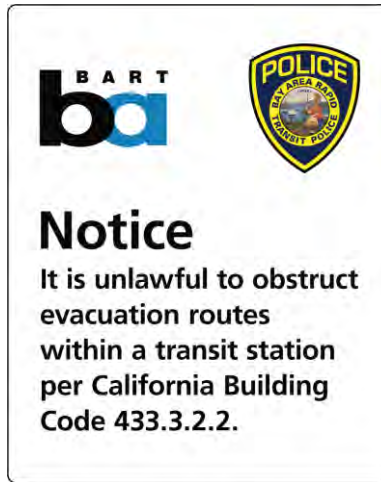 BART
ba
POLICE
BAY AREA RAPID
TRANSIT POLICE
Notice
It is unlawful to obstruct
evacuation routes
within a transit station
per California Building
Code 433.3.2.2.